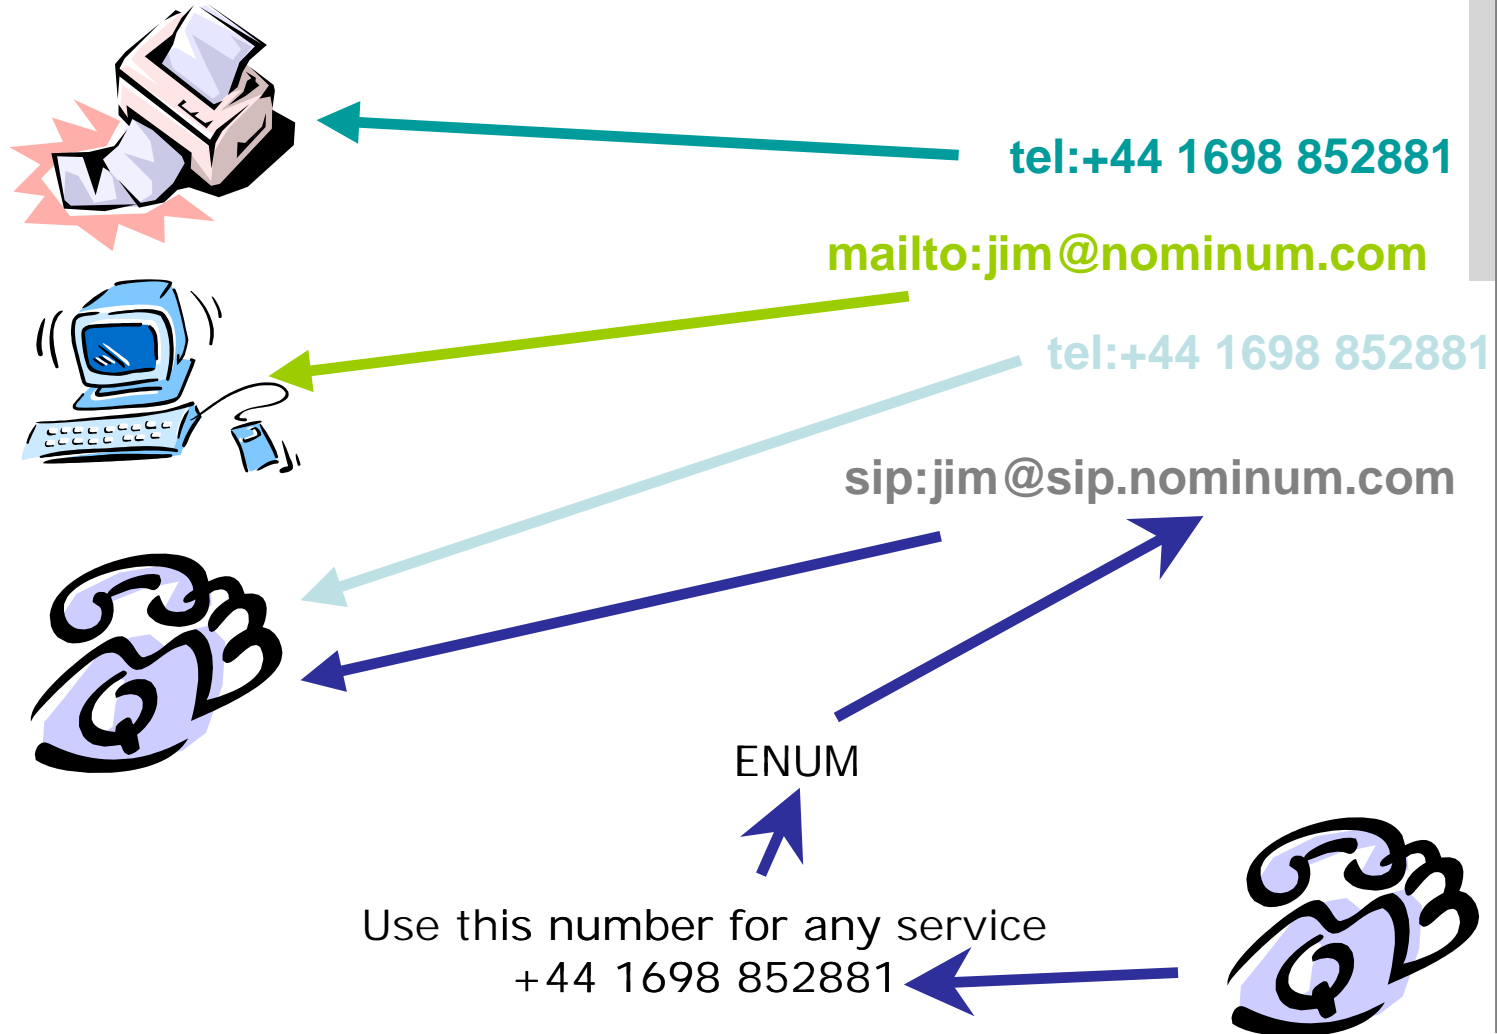 tel:+44 1698 852881
mailto:jim@nominum.com
tel:+44 1698 852881
sip:jim@sip.nominum.com
ENUM
Use this number for any service
+44 1698 852881